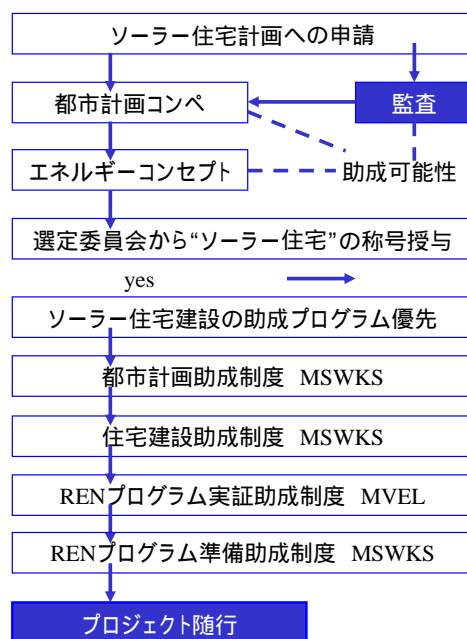 ソーラー住宅計画への申請
都市計画コンペ 監査
エネルギーコンセプト 助成可能性
選定委員会から“ソーラー住宅”の称号授与
yes
ソーラー住宅建設の助成プログラム優先
都市計画助成制度 MSWKS
住宅建設助成制度 MSWKS
RENプログラム実証助成制度 MVEL
RENプログラム準備助成制度 MSWKS
プロジェクト随行